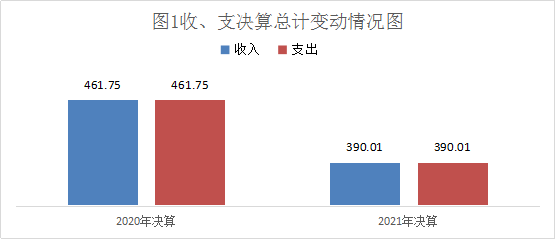 图1收、支决算总计变动情况图
收入 支出
461.75 461.75
390.01 390.01
2020年决算 2021年决算